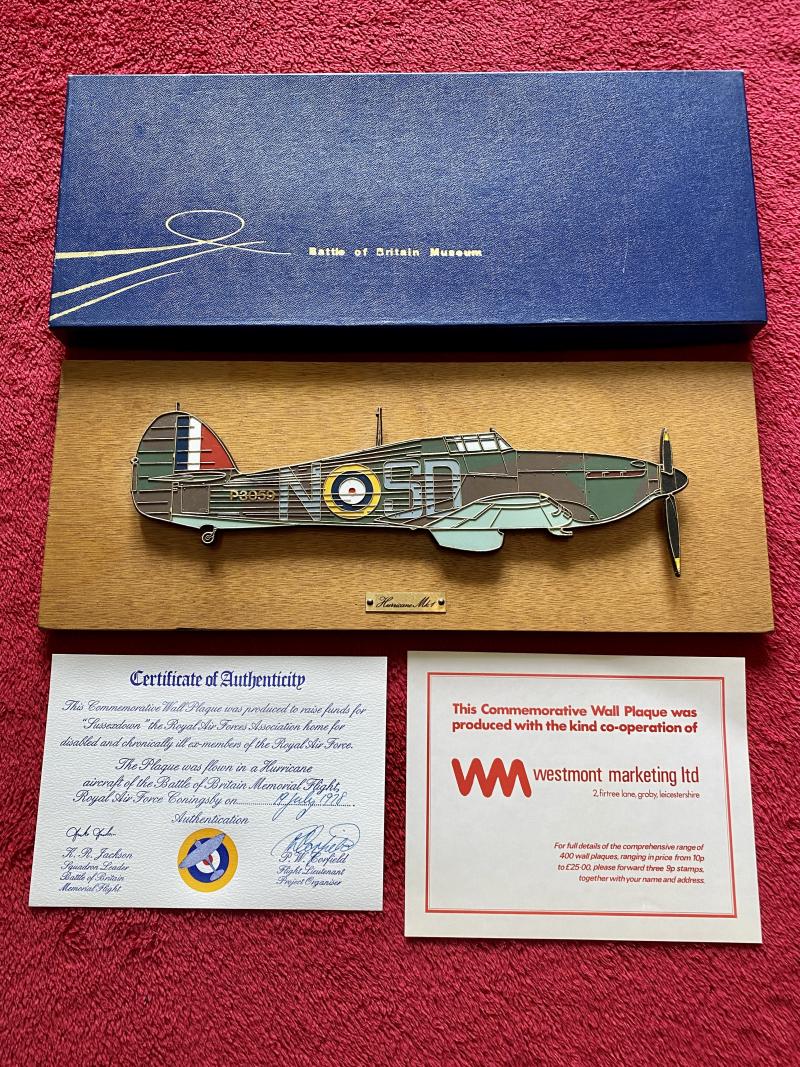 Battle of Britain Museum
P3059 N SD
Hurricane Mk1
Certificate of Authenticity
This Commemorative Wall Plaque was produced to raise funds for
"Sussexdown" the Royal Air Forces Association home for
disabled and chronically ill ex-members of the Royal Air Force.
The Plaque was flown in a Hurricane
aircraft of the Battle of Britain Memorial Flight,
Royal Air Force Coningsby on 19 July 1978.
Authentication
K. R. Jackson
Squadron Leader
Battle of Britain
Memorial Flight
P. W. Corfield
Flight Lieutenant
Project Organiser
This Commemorative Wall Plaque was
produced with the kind co-operation of
WM westmont marketing ltd
2, firtree lane, groby, leicestershire
For full details of the comprehensive range of
400 wall plaques, ranging in price from 10p
to £25·00, please forward three 9p stamps,
together with your name and address.